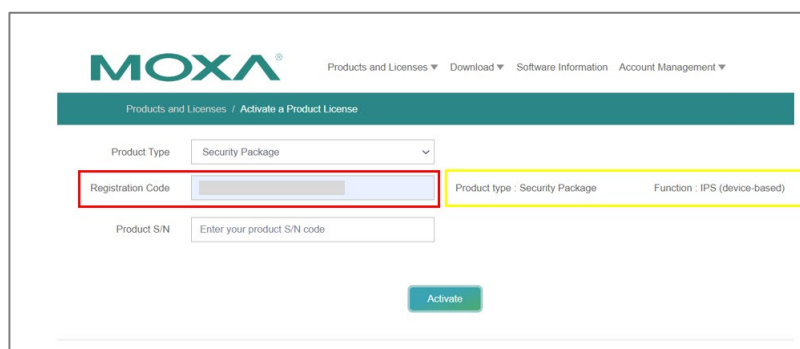 MOXA®
Products and Licenses ▼ Download ▼ Software Information Account Management ▼
Products and Licenses / Activate a Product License
Product Type Security Package
Registration Code Product type : Security Package Function : IPS (device-based)
Product S/N Enter your product S/N code
Activate